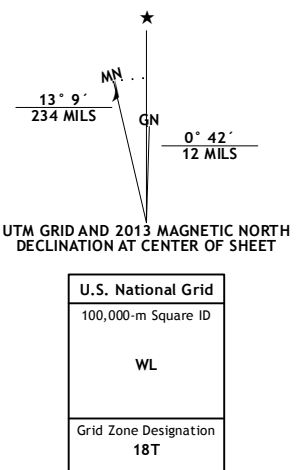 ★
MN
13° 9´
234 MILS
GN
0° 42´
12 MILS
UTM GRID AND 2013 MAGNETIC NORTH
DECLINATION AT CENTER OF SHEET
U.S. National Grid
100,000-m Square ID
WL
Grid Zone Designation
18T